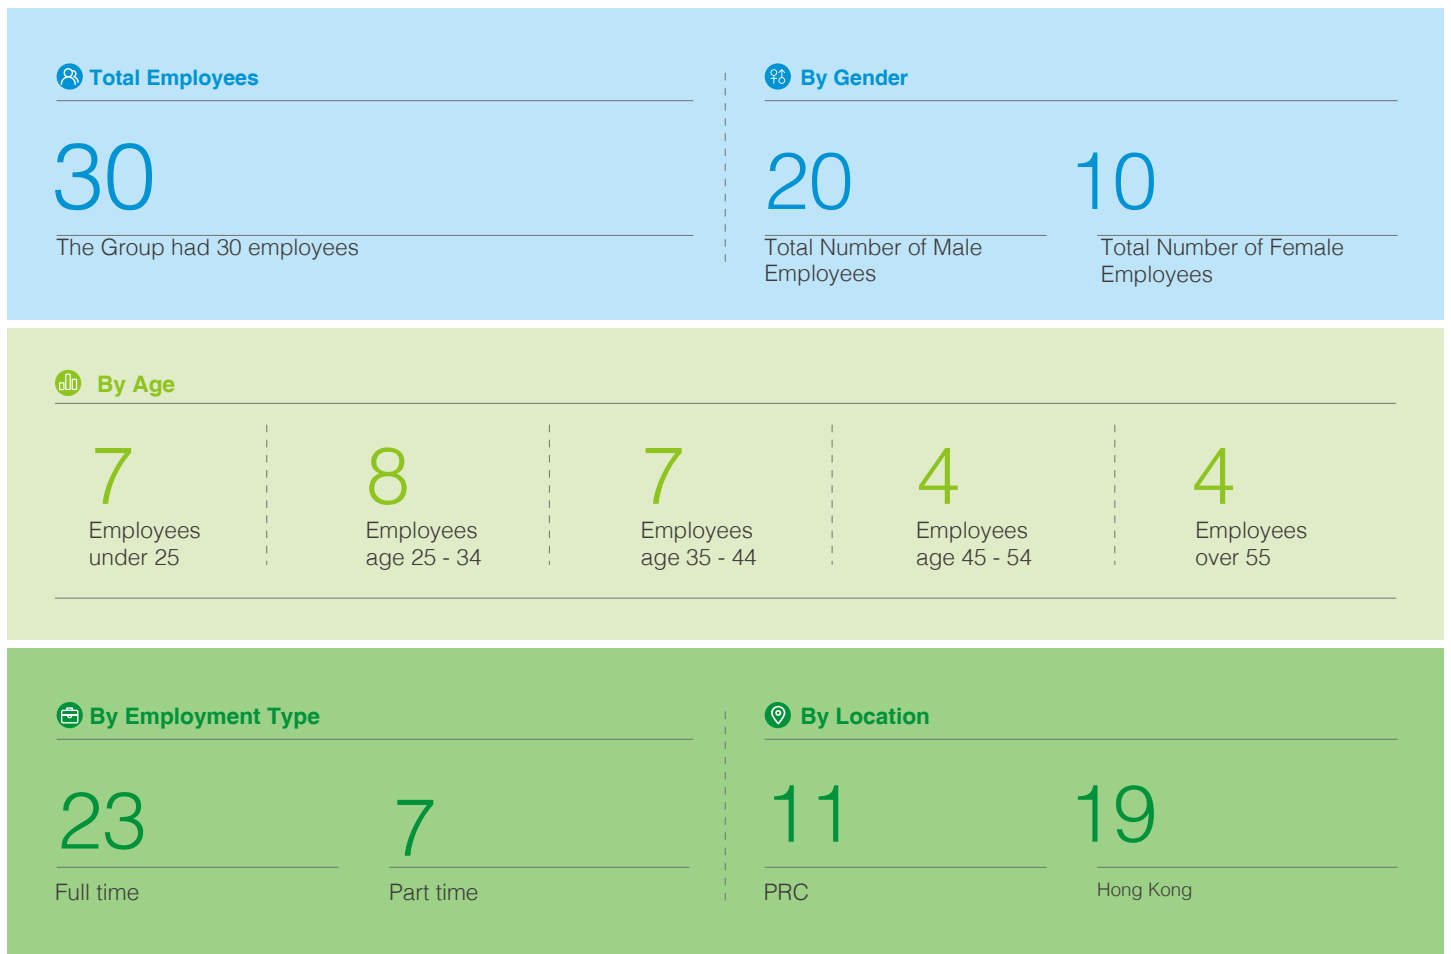 Total Employees
30
The Group had 30 employees
By Gender
20
Total Number of Male
Employees
10
Total Number of Female
Employees
By Age
7
Employees
under 25
8
Employees
age 25 - 34
7
Employees
age 35 - 44
4
Employees
age 45 - 54
4
Employees
over 55
By Employment Type
23
Full time
7
Part time
By Location
11
PRC
19
Hong Kong